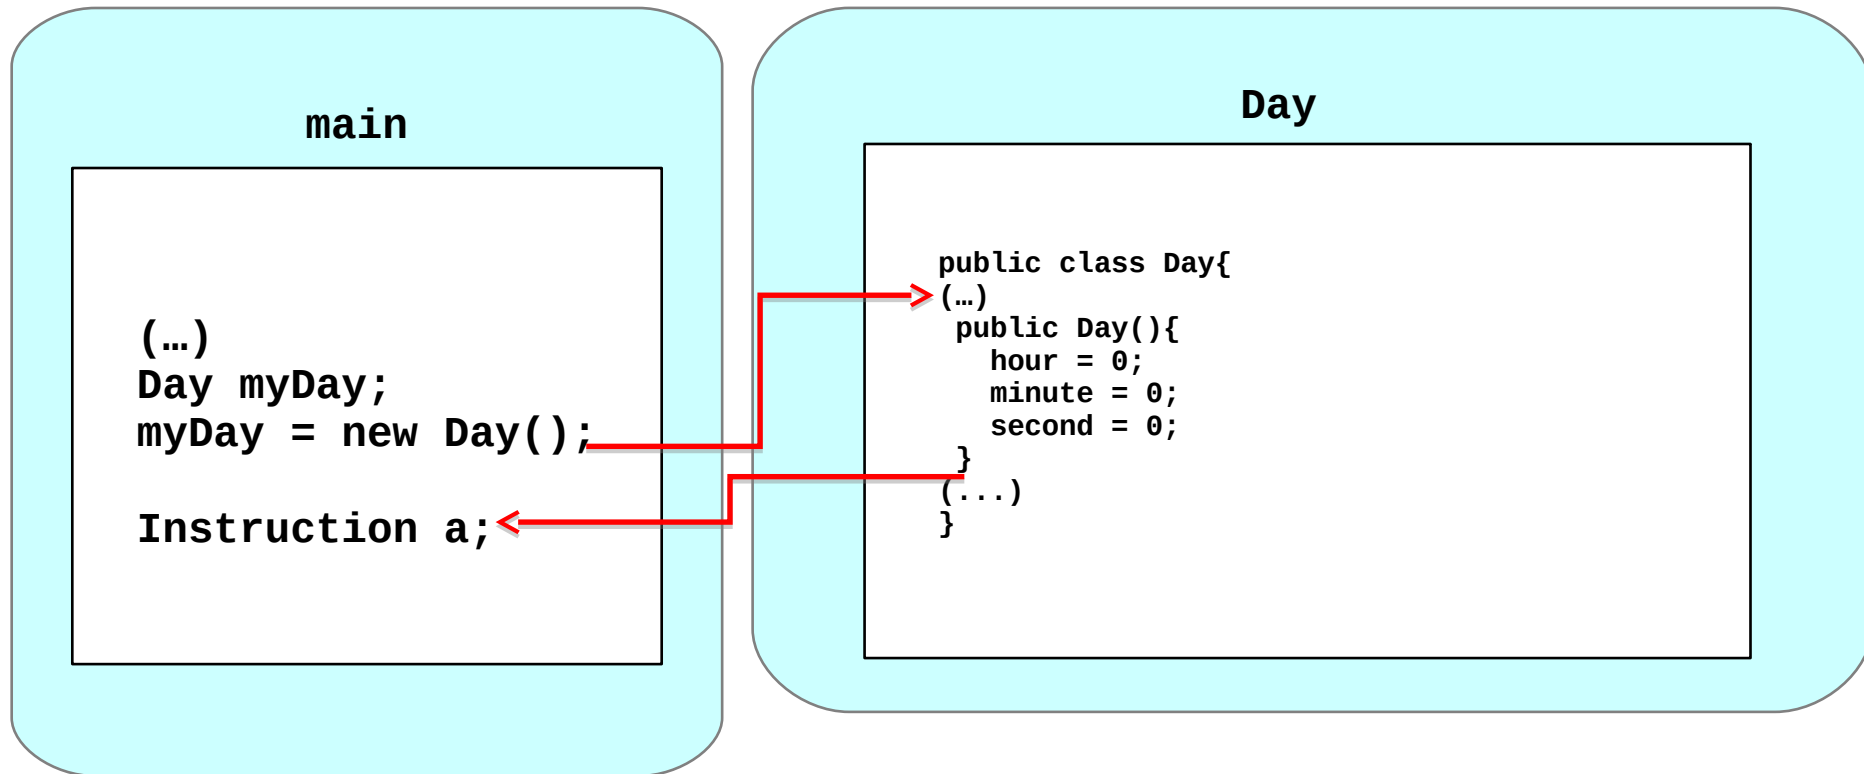 main
(…)
Day myDay;
myDay = new Day();
Instruction a;
Day
public class Day{
(…)
public Day(){
hour = 0;
minute = 0;
second = 0;
}
(...)
}